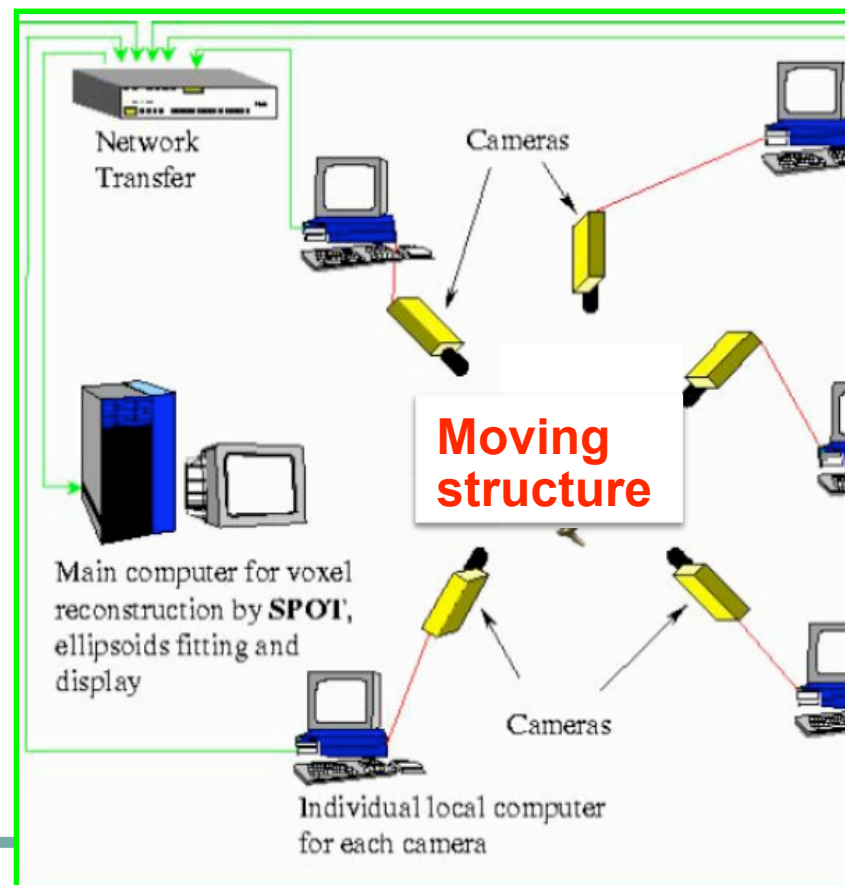 Network
Transfer
Cameras
Moving
structure
Main computer for voxel
reconstruction by SPOT,
ellipsoids fitting and
display
Cameras
Individual local computer
for each camera